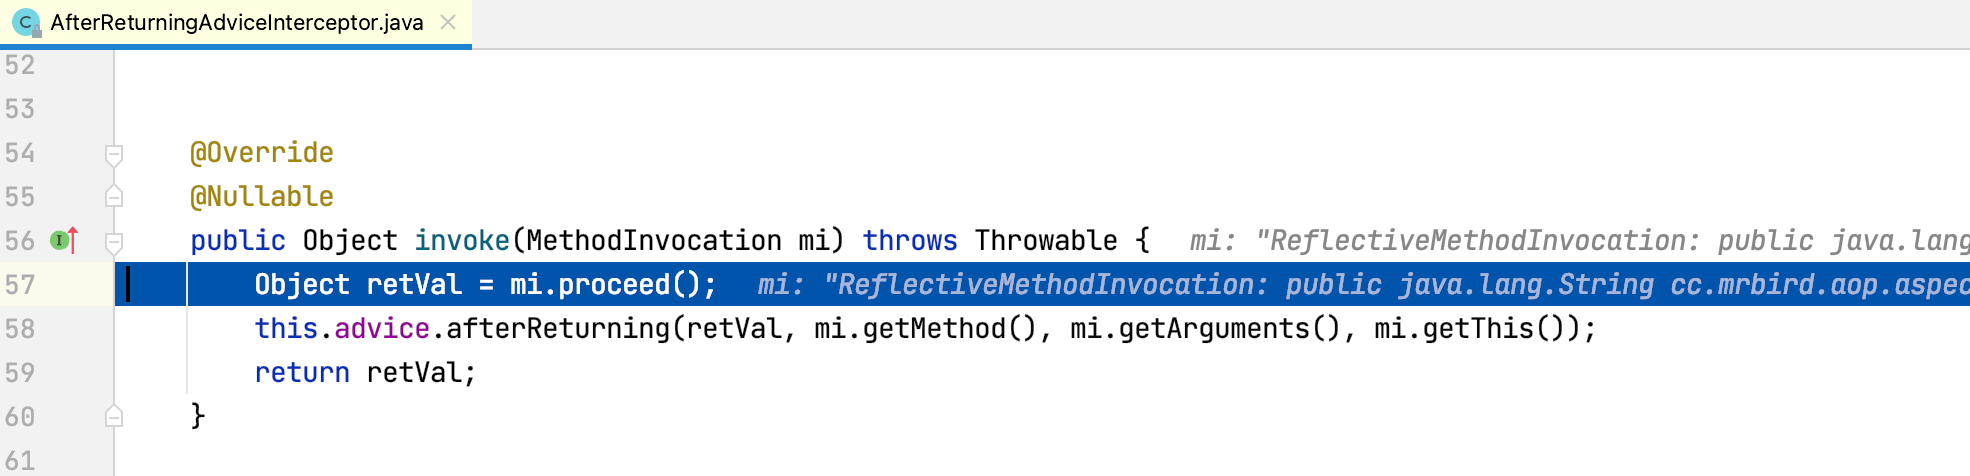 AfterReturningAdviceInterceptor.java
52
53
54 @Override
55 @Nullable
56 public Object invoke(MethodInvocation mi) throws Throwable { mi: "ReflectiveMethodInvocation: public java.lang
57 Object retVal = mi.proceed(); mi: "ReflectiveMethodInvocation: public java.lang.String cc.mrbird.aop.aspec
58 this.advice.afterReturning(retVal, mi.getMethod(), mi.getArguments(), mi.getThis());
59 return retVal;
60 }
61